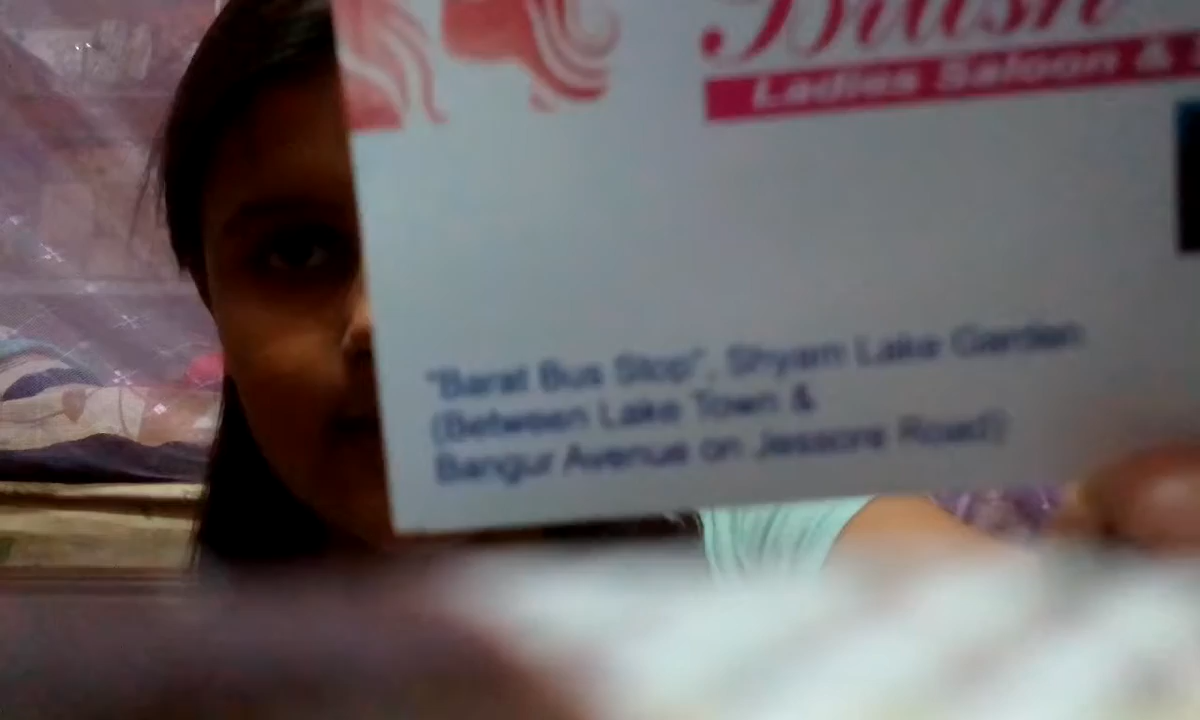 Ladies Saloon &
"Barat Bus Stop", Shyam Lake Garden
(Between Lake Town &
Bangur Avenue on Jessore Road)